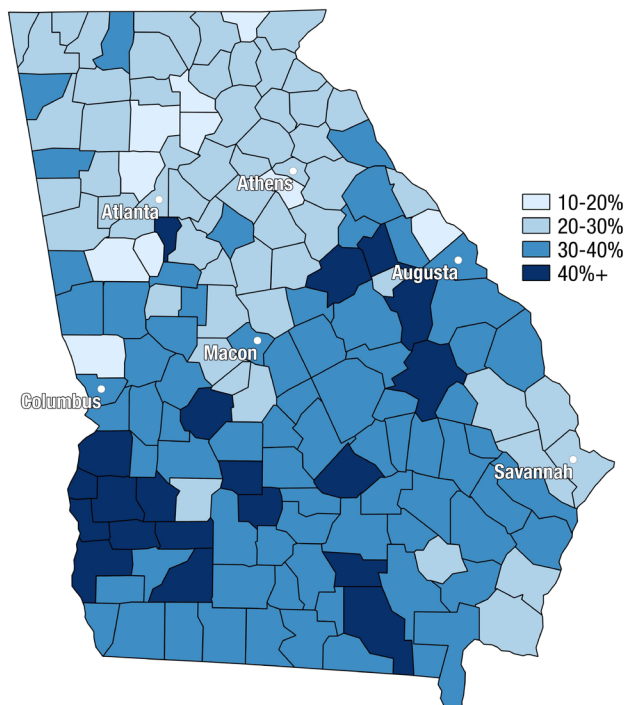 Athens
Atlanta
10-20%
20-30%
30-40%
40%+
Augusta
Macon
Columbus
Savannah